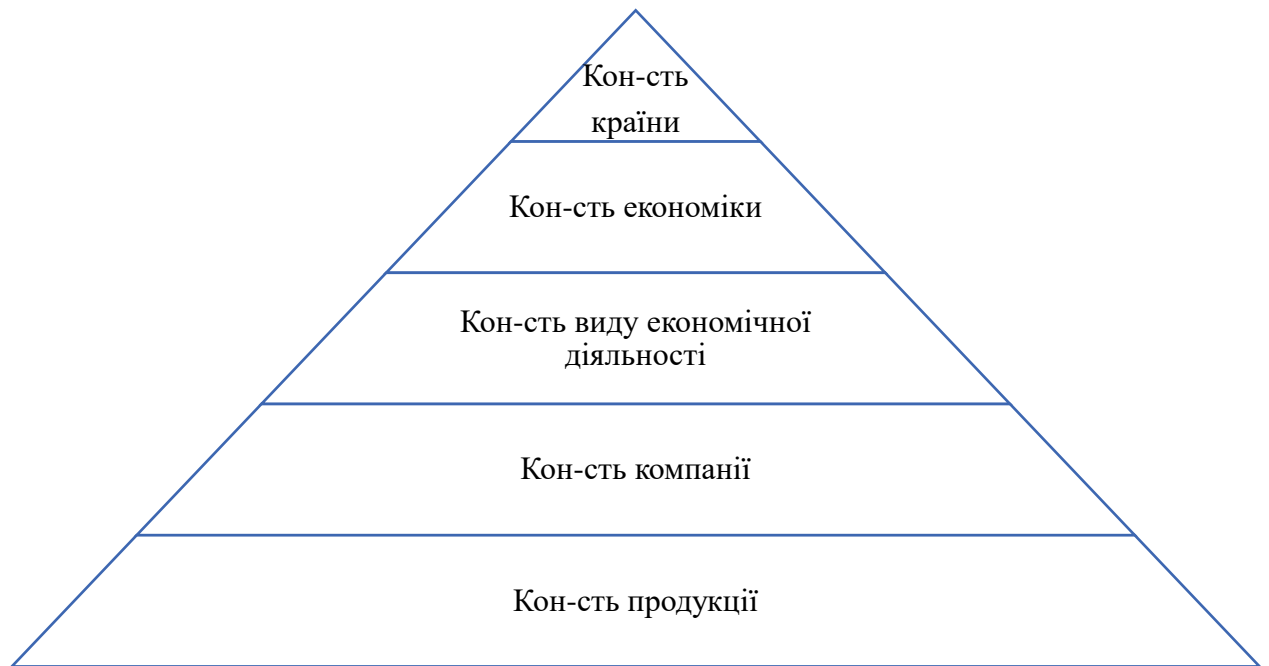 Кон-сть
країни
Кон-сть економіки
Кон-сть виду економічної
діяльності
Кон-сть компанії
Кон-сть продукції